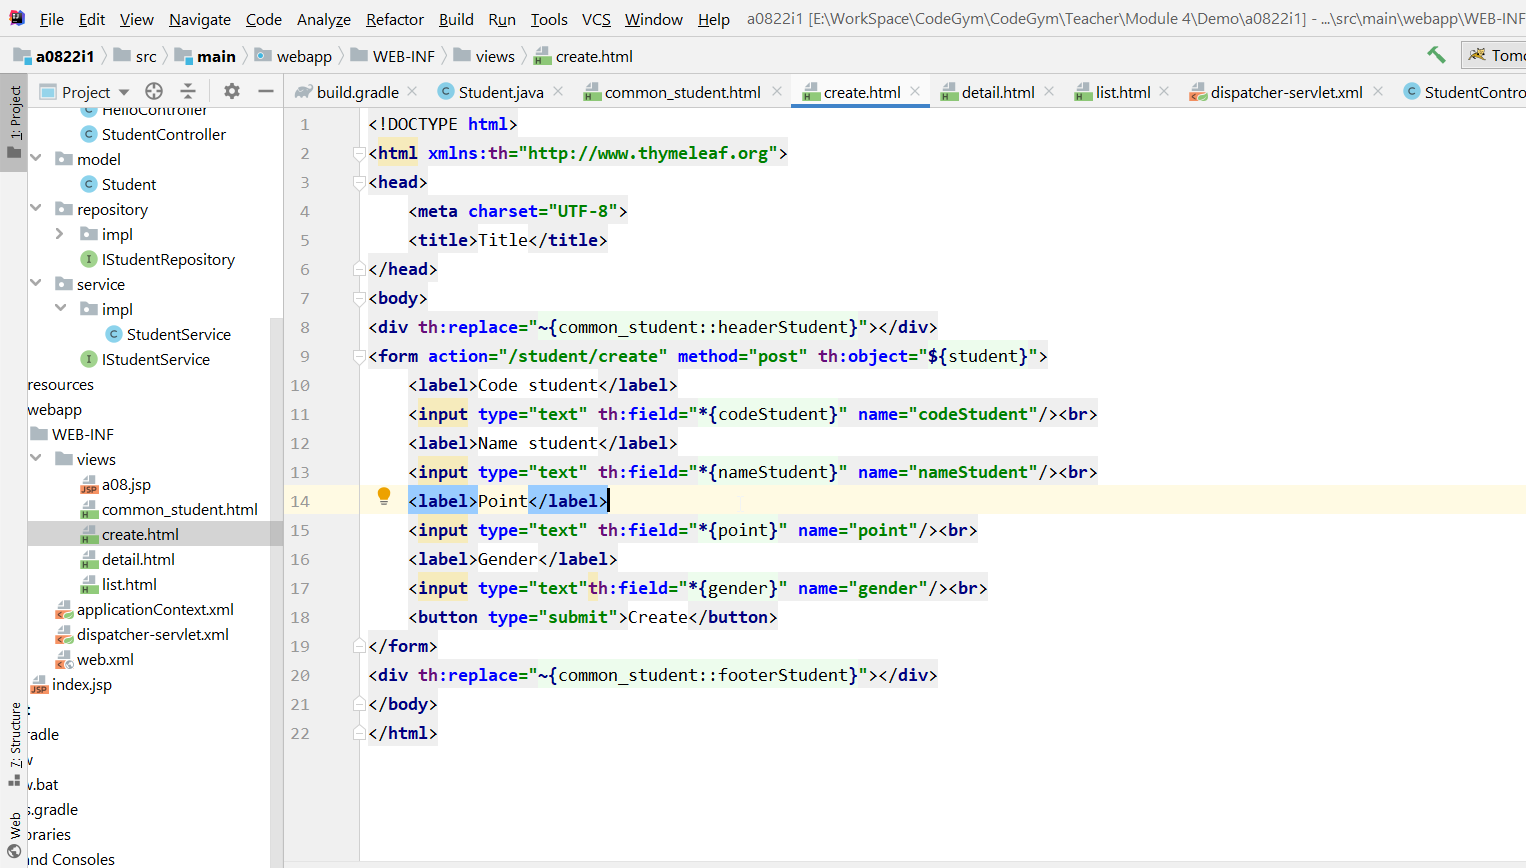 File Edit View Navigate Code Analyze Refactor Build Run Tools VCS Window Help a0822i1 [E:\WorkSpace\CodeGym\CodeGym\Teacher\Module 4\Demo\a0822i1] - ...\src\main\webapp\WEB-INF
a0822i1 src main webapp WEB-INF views create.html Tomc
1: Project
Project
build.gradle Student.java common_student.html create.html detail.html list.html dispatcher-servlet.xml StudentContro
HelloController
StudentController
model
Student
repository
impl
IStudentRepository
service
impl
StudentService
IStudentService
resources
webapp
WEB-INF
views
a08.jsp
common_student.html
create.html
detail.html
list.html
applicationContext.xml
dispatcher-servlet.xml
web.xml
index.jsp
:
radle
w
w.bat
s.gradle
braries
and Consoles
7: Structure
Web
1 <!DOCTYPE html>
2 <html xmlns:th="http://www.thymeleaf.org">
3 <head>
4     <meta charset="UTF-8">
5     <title>Title</title>
6 </head>
7 <body>
8 <div th:replace="~{common_student::headerStudent}"></div>
9 <form action="/student/create" method="post" th:object="${student}">
10     <label>Code student</label>
11     <input type="text" th:field="*{codeStudent}" name="codeStudent"/><br>
12     <label>Name student</label>
13     <input type="text" th:field="*{nameStudent}" name="nameStudent"/><br>
14     <label>Point</label>
15     <input type="text" th:field="*{point}" name="point"/><br>
16     <label>Gender</label>
17     <input type="text"th:field="*{gender}" name="gender"/><br>
18     <button type="submit">Create</button>
19 </form>
20 <div th:replace="~{common_student::footerStudent}"></div>
21 </body>
22 </html>